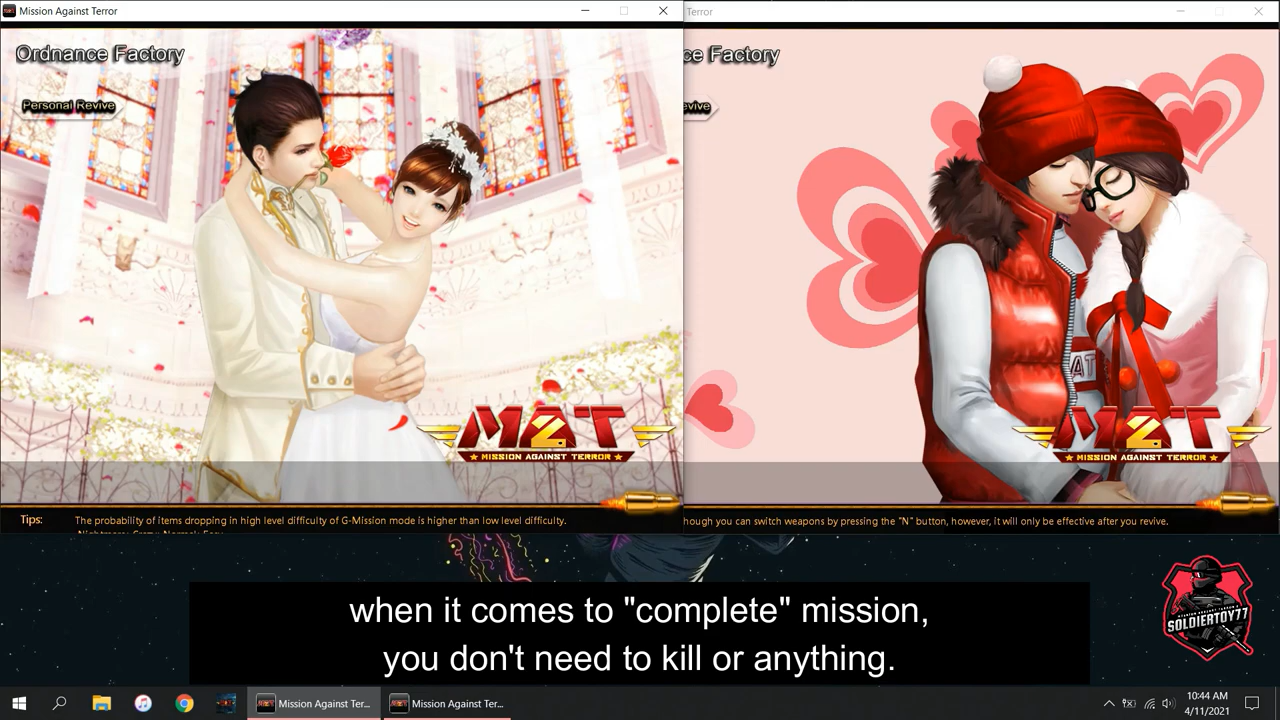 Mission Against Terror
Terror
Ordnance Factory
ce Factory
Personal Revive
evive
AT
MAT
2
MISSION AGAINST TERROR
MAT
2
MISSION AGAINST TERROR
Tips: The probability of items dropping in high level difficulty of G-Mission mode is higher than low level difficulty.
hough you can switch weapons by pressing the "N" button, however, it will only be effective after you revive.
when it comes to "complete" mission,
you don't need to kill or anything.
SOLDIERTOY77
Mission Against Ter...
Mission Against Ter...
10:44 AM
4/11/2021